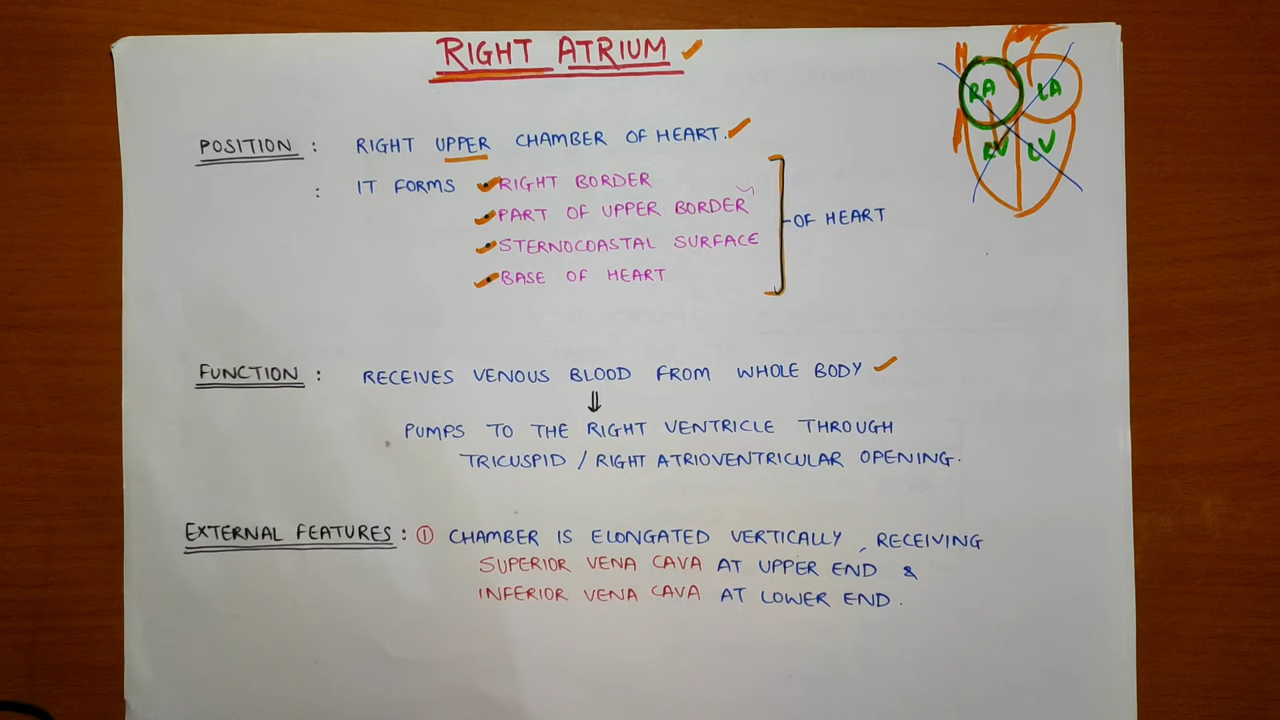 RIGHT ATRIUM
RA LA
RV LV
POSITION : RIGHT UPPER CHAMBER OF HEART.
: IT FORMS • RIGHT BORDER
• PART OF UPPER BORDER
• STERNOCOASTAL SURFACE
• BASE OF HEART
OF HEART
FUNCTION : RECEIVES VENOUS BLOOD FROM WHOLE BODY
⇓
PUMPS TO THE RIGHT VENTRICLE THROUGH
TRICUSPID / RIGHT ATRIOVENTRICULAR OPENING.
EXTERNAL FEATURES : ① CHAMBER IS ELONGATED VERTICALLY, RECEIVING
SUPERIOR VENA CAVA AT UPPER END &
INFERIOR VENA CAVA AT LOWER END.